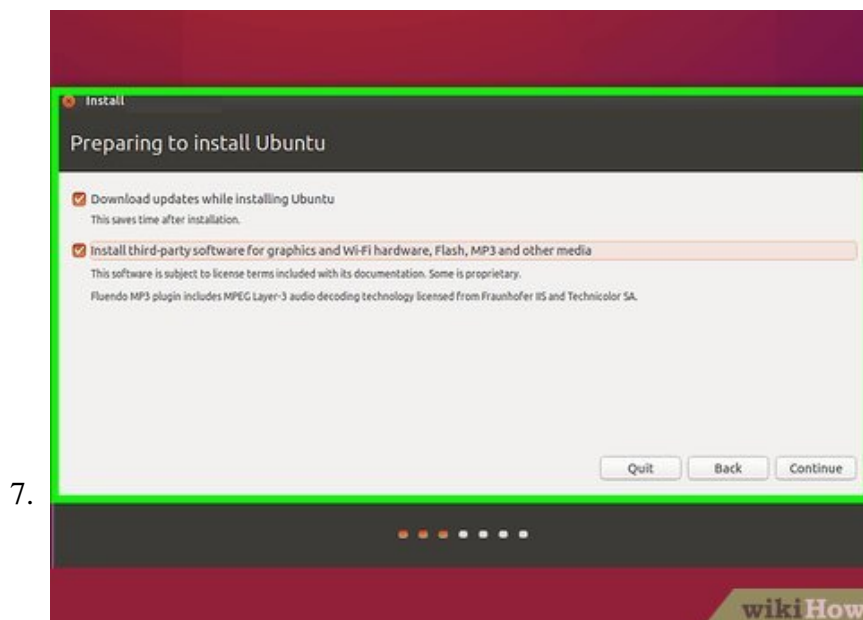 Install
Preparing to install Ubuntu
Download updates while installing Ubuntu
This saves time after installation.
Install third-party software for graphics and Wi-Fi hardware, Flash, MP3 and other media
This software is subject to license terms included with its documentation. Some is proprietary.
Fluendo MP3 plugin includes MPEG Layer-3 audio decoding technology licensed from Fraunhofer IIS and Technicolor SA.
Quit Back Continue
7.
wikiHow